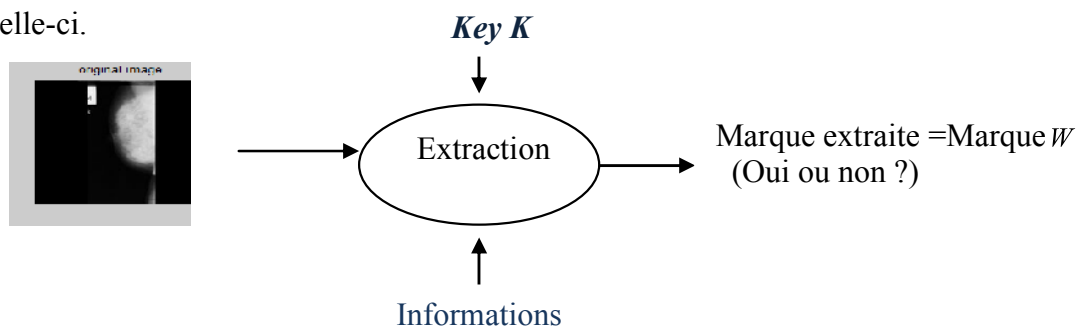 elle-ci.
Key K
original image
Extraction
Marque extraite =Marque W
(Oui ou non ?)
Informations